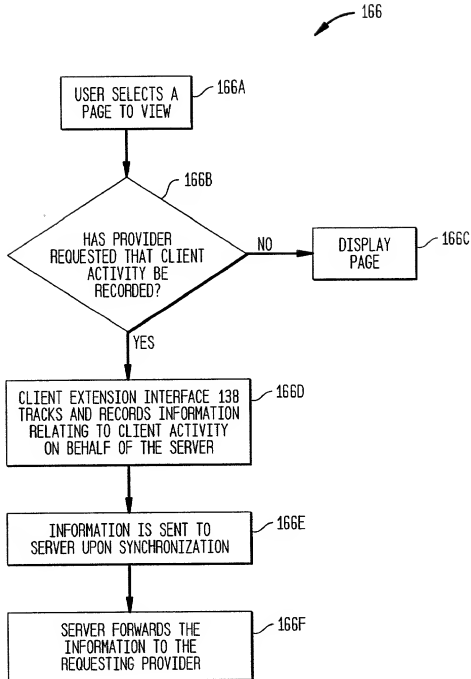 166
USER SELECTS A
PAGE TO VIEW
166A
166B
HAS PROVIDER
REQUESTED THAT CLIENT
ACTIVITY BE
RECORDED?
NO
DISPLAY
PAGE
166C
YES
CLIENT EXTENSION INTERFACE 138
TRACKS AND RECORDS INFORMATION
RELATING TO CLIENT ACTIVITY
ON BEHALF OF THE SERVER
166D
INFORMATION IS SENT TO
SERVER UPON SYNCHRONIZATION
166E
SERVER FORWARDS THE
INFORMATION TO THE
REQUESTING PROVIDER
166F